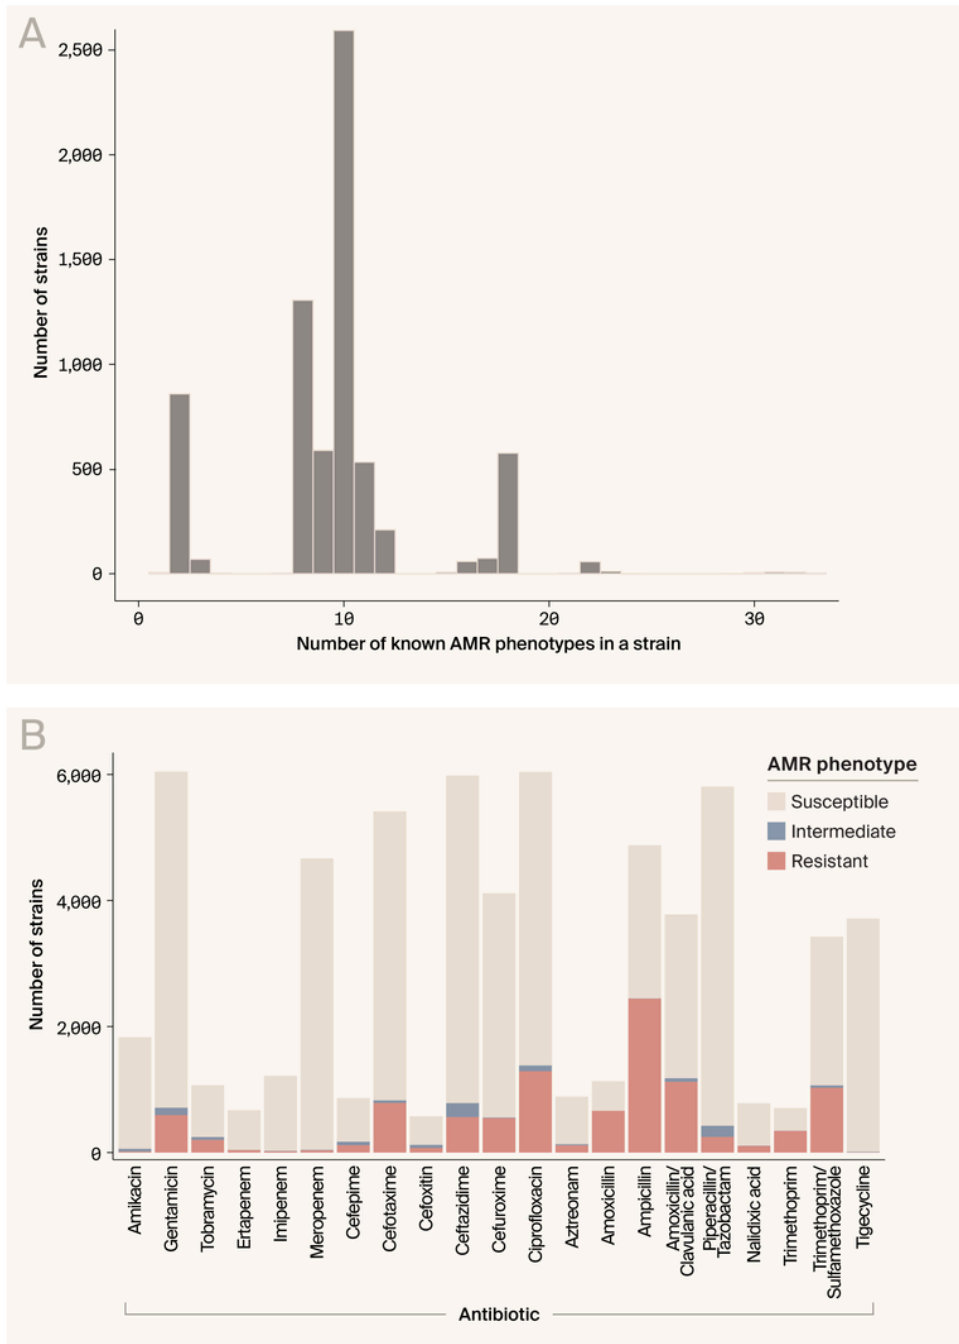 A
2,500
2,000
1,500
1,000
500
0
Number of strains
0 10 20 30
Number of known AMR phenotypes in a strain
B
6,000
4,000
2,000
0
Number of strains
AMR phenotype
Susceptible
Intermediate
Resistant
Amikacin
Gentamicin
Tobramycin
Ertapenem
Imipenem
Meropenem
Cefepime
Cefotaxime
Cefoxitin
Ceftazidime
Cefuroxime
Ciprofloxacin
Aztreonam
Amoxicillin
Ampicillin
Amoxicillin/
Clavulanic acid
Piperacillin/
Tazobactam
Nalidixic acid
Trimethoprim
Trimethoprim/
Sulfamethoxazole
Tigecycline
Antibiotic